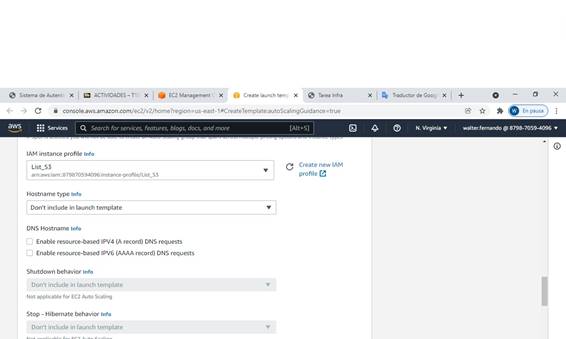 Sistema de Autenti
ACTIVIDADES – T15
EC2 Management C
Create launch temp
Tarea Infra
Traductor de Goog
console.aws.amazon.com/ec2/v2/home?region=us-east-1#CreateTemplate:autoScalingGuidance=true
W En pausa
aws Services Search for services, features, blogs, docs, and more [Alt+S] N. Virginia walter.fernando @ 8798-7059-4096
IAM instance profile Info
List_S3
arn:aws:iam::879870594096:instance-profile/List_S3
Create new IAM
profile
Hostname type Info
Don't include in launch template
DNS Hostname Info
Enable resource-based IPV4 (A record) DNS requests
Enable resource-based IPV6 (AAAA record) DNS requests
Shutdown behavior Info
Don't include in launch template
Not applicable for EC2 Auto Scaling
Stop - Hibernate behavior Info
Don't include in launch template